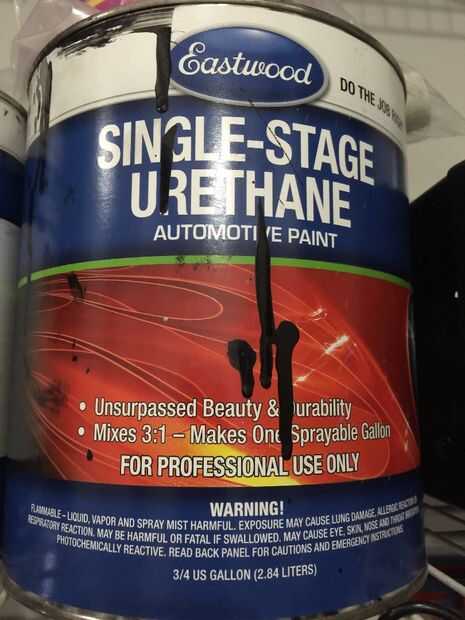 Eastwood
DO THE JOB RIGHT
SINGLE-STAGE
URETHANE
AUTOMOTIVE PAINT
• Unsurpassed Beauty & Durability
• Mixes 3:1 – Makes One Sprayable Gallon
FOR PROFESSIONAL USE ONLY
WARNING!
FLAMMABLE – LIQUID, VAPOR AND SPRAY MIST HARMFUL. EXPOSURE MAY CAUSE LUNG DAMAGE, ALLERGIC REACTION OR
RESPIRATORY REACTION. MAY BE HARMFUL OR FATAL IF SWALLOWED. MAY CAUSE EYE, SKIN, NOSE AND THROAT
PHOTOCHEMICALLY REACTIVE. READ BACK PANEL FOR CAUTIONS AND EMERGENCY INSTRUCTIONS.
3/4 US GALLON (2.84 LITERS)